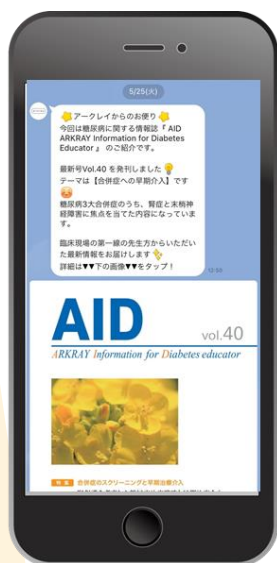 5/25(火)
アークレイからのお便り
今回は糖尿病に関する情報誌『 AID
ARKRAY Information for Diabetes
Educator 』 のご紹介です。
最新号Vol.40 を発刊しました
テーマは【合併症への早期介入】です
糖尿病3大合併症のうち、腎症と末梢神
経障害に焦点を当てた内容になっていま
す。
臨床現場の第一線の先生方からいただい
た最新情報をお届けします
詳細は▼▼下の画像▼▼をタップ！
12:50
AID
vol.40
ARKRAY Information for Diabetes educator
特 集 合併症のスクリーニングと早期治療介入